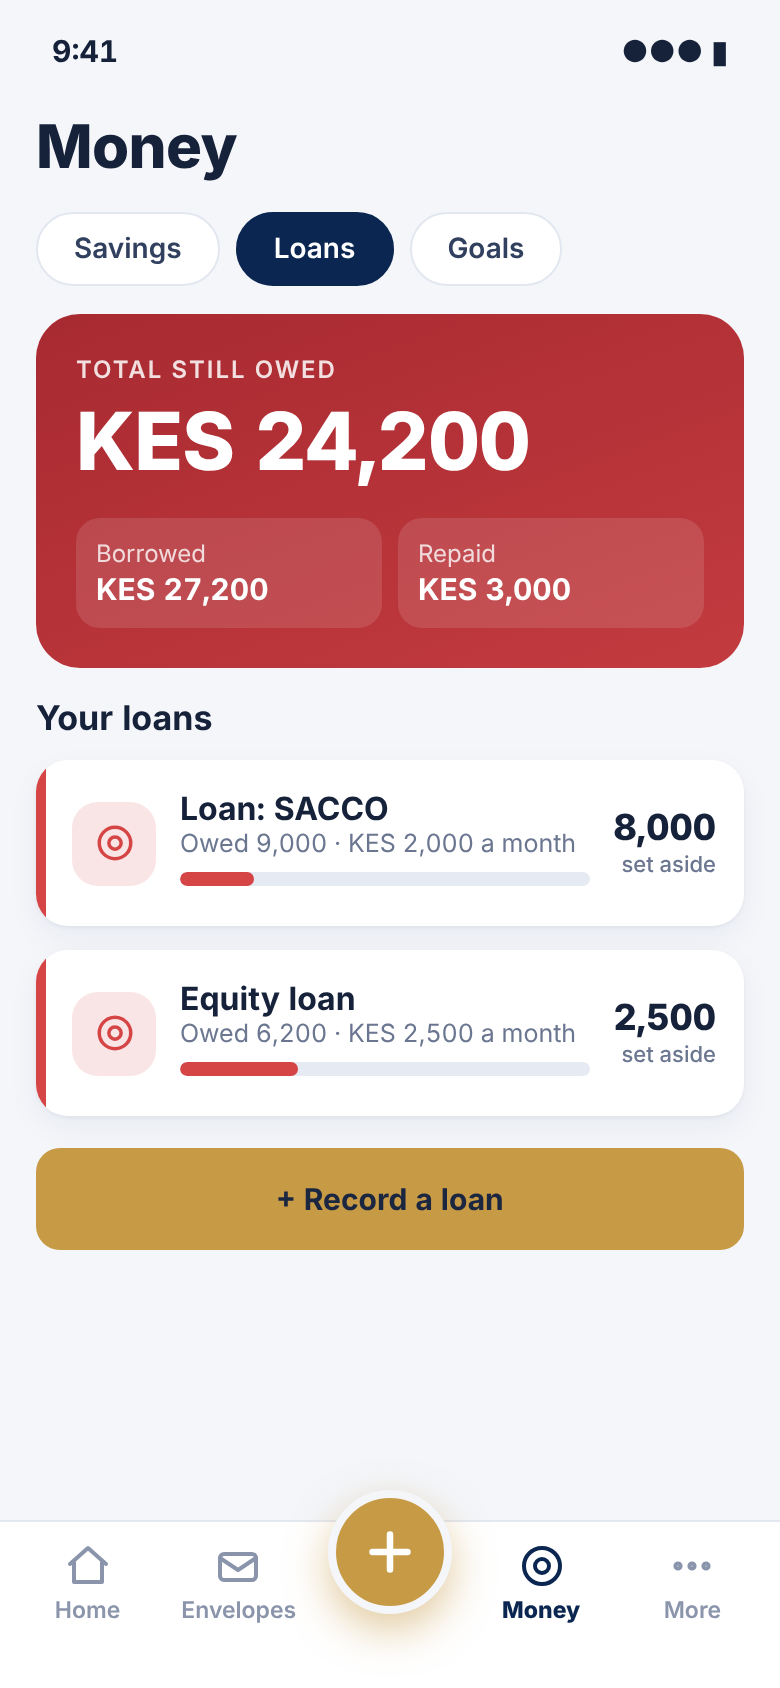 9:41
Money
Savings
Loans
Goals
TOTAL STILL OWED
KES 24,200
Borrowed
KES 27,200
Repaid
KES 3,000
Your loans
Loan: SACCO
Owed 9,000 · KES 2,000 a month
8,000
set aside
Equity loan
Owed 6,200 · KES 2,500 a month
2,500
set aside
+ Record a loan
Home
Envelopes
Money
More